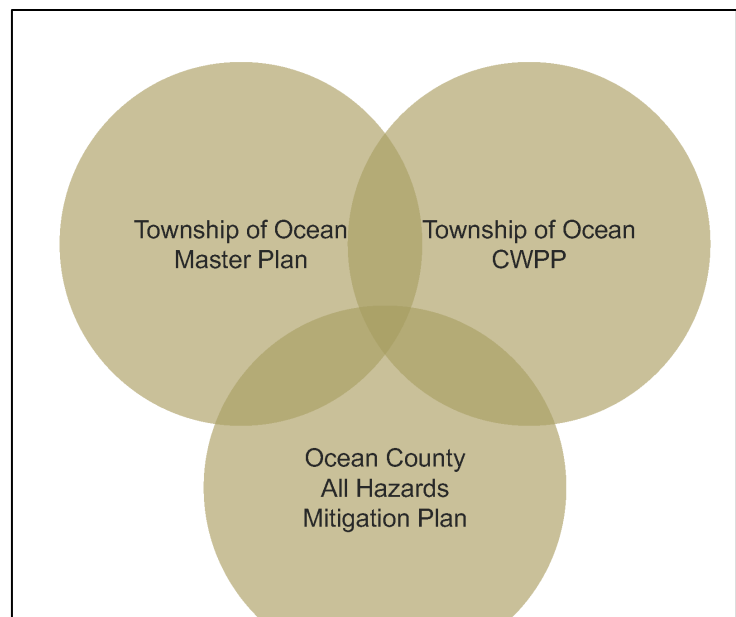 Township of Ocean
Master Plan
Township of Ocean
CWPP
Ocean County
All Hazards
Mitigation Plan